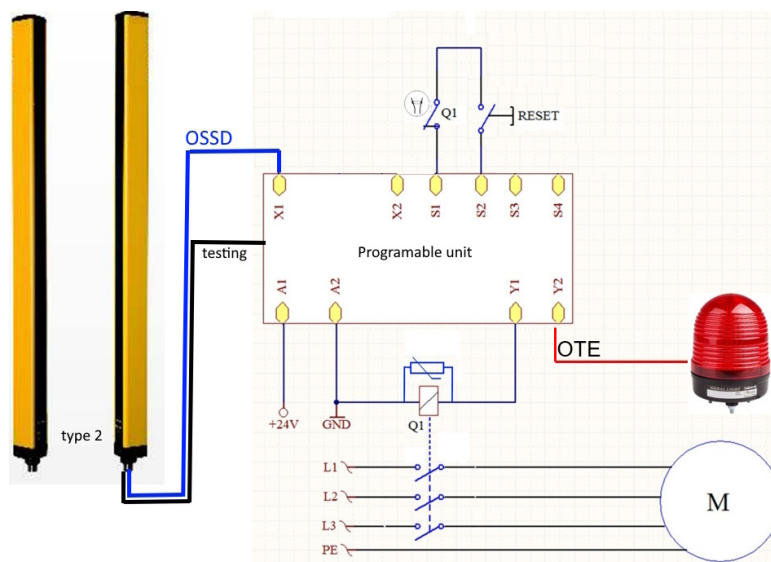 OSSD
Q1
RESET
X1
X2
S1
S2
S3
S4
testing
Programable unit
A1
A2
Y1
Y2
OTE
type 2
+24V
GND
Q1
L1
L2
L3
PE
M